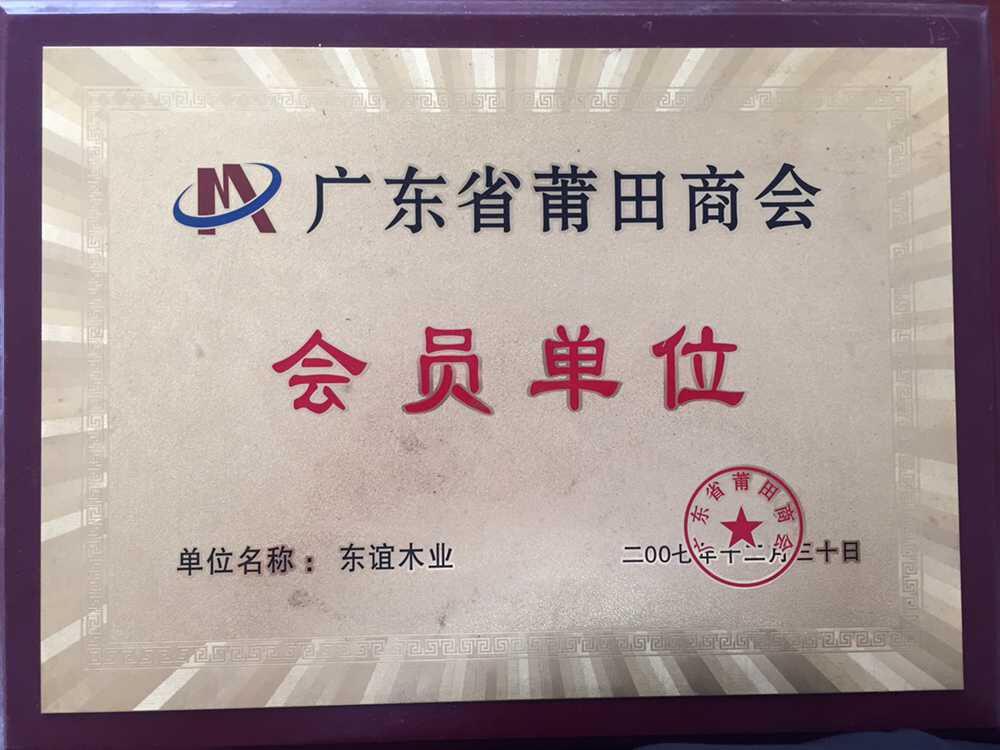 广东省莆田商会
会员单位
广东省莆田商会
单位名称：东谊木业
二00七年十二月三十日